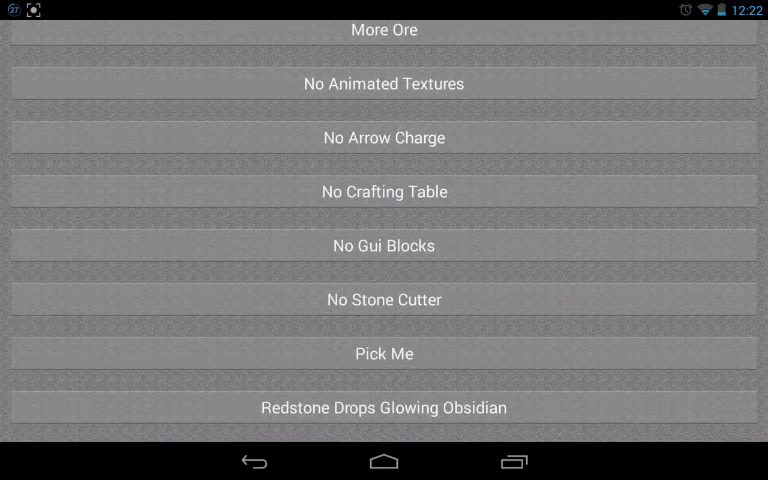 27
12:22
More Ore
No Animated Textures
No Arrow Charge
No Crafting Table
No Gui Blocks
No Stone Cutter
Pick Me
Redstone Drops Glowing Obsidian